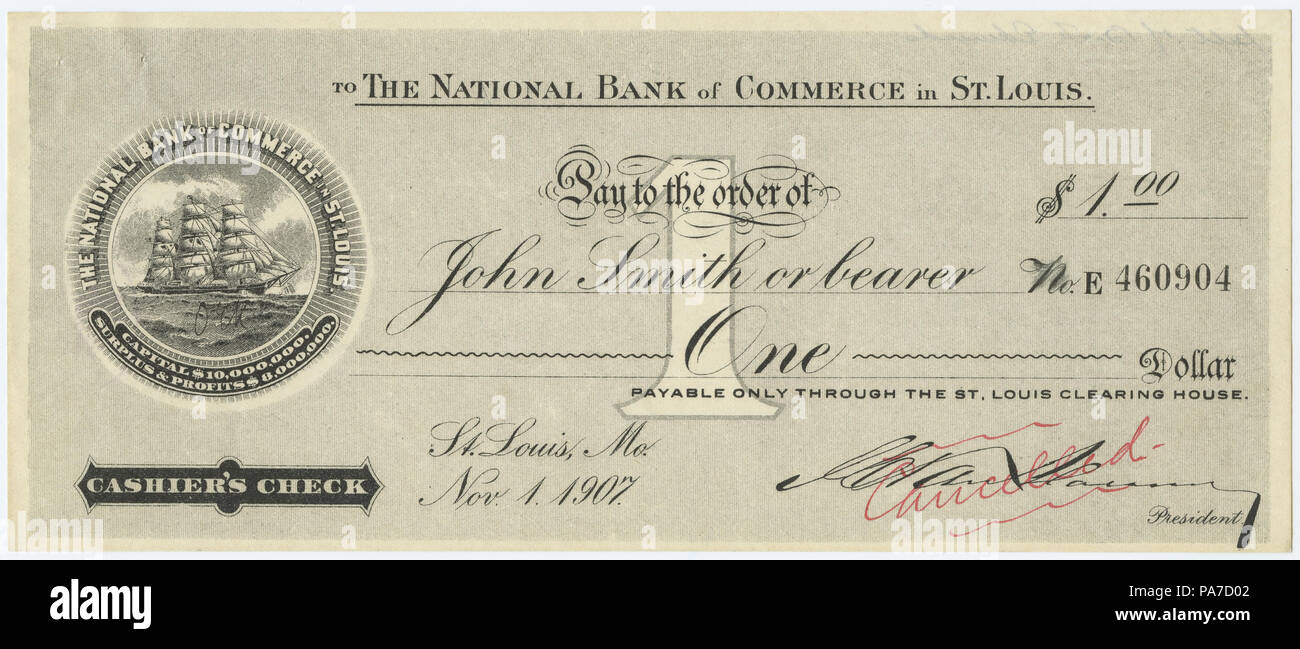 TO THE NATIONAL BANK of COMMERCE in ST. LOUIS.
THE NATIONAL BANK OF COMMERCE IN ST. LOUIS.
CAPITAL $10,000,000.
SURPLUS & PROFITS $8,000,000.
Pay to the order of
$ 1.00
1
John Smith or bearer
No. E 460904
One Dollar
PAYABLE ONLY THROUGH THE ST. LOUIS CLEARING HOUSE.
St. Louis, Mo.
Nov. 1. 1907.
Cancelled
President.
CASHIER'S CHECK
alamy
a
alamy stock photo
PA7D02
www.alamy.com